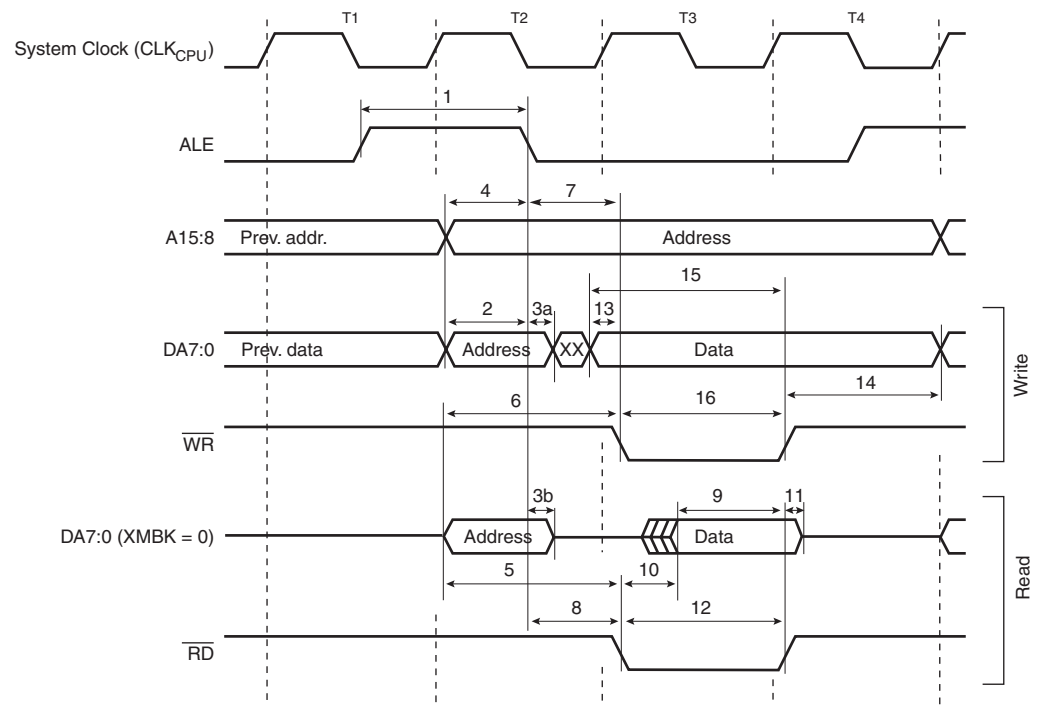 T1 T2 T3 T4
System Clock (CLKCPU)
1
ALE
4 7
A15:8 Prev. addr. Address
15
2 3a 13
DA7:0 Prev. data Address XX Data
14
6 16
WR
Write
3b 9 11
DA7:0 (XMBK = 0) Address Data
5 10
Read
8 12
RD